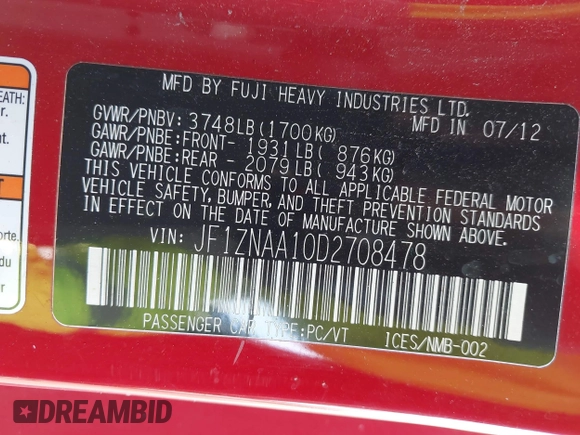 MFD BY FUJI HEAVY INDUSTRIES LTD.
GVWR/PNBV: 3748LB(1700KG) MFD IN 07/12
GAWR/PNBE:FRONT- 1931LB( 876KG)
GAWR/PNBE:REAR - 2079LB( 943KG)
THIS VEHICLE CONFORMS TO ALL APPLICABLE FEDERAL MOTOR
VEHICLE SAFETY, BUMPER, AND THEFT PREVENTION STANDARDS
IN EFFECT ON THE DATE OF MANUFACTURE SHOWN ABOVE.
VIN: JF1ZNAA10D2708478
PASSENGER CAR TYPE:PC/VT ICES/NMB-002
EATH:
du
DREAMBID